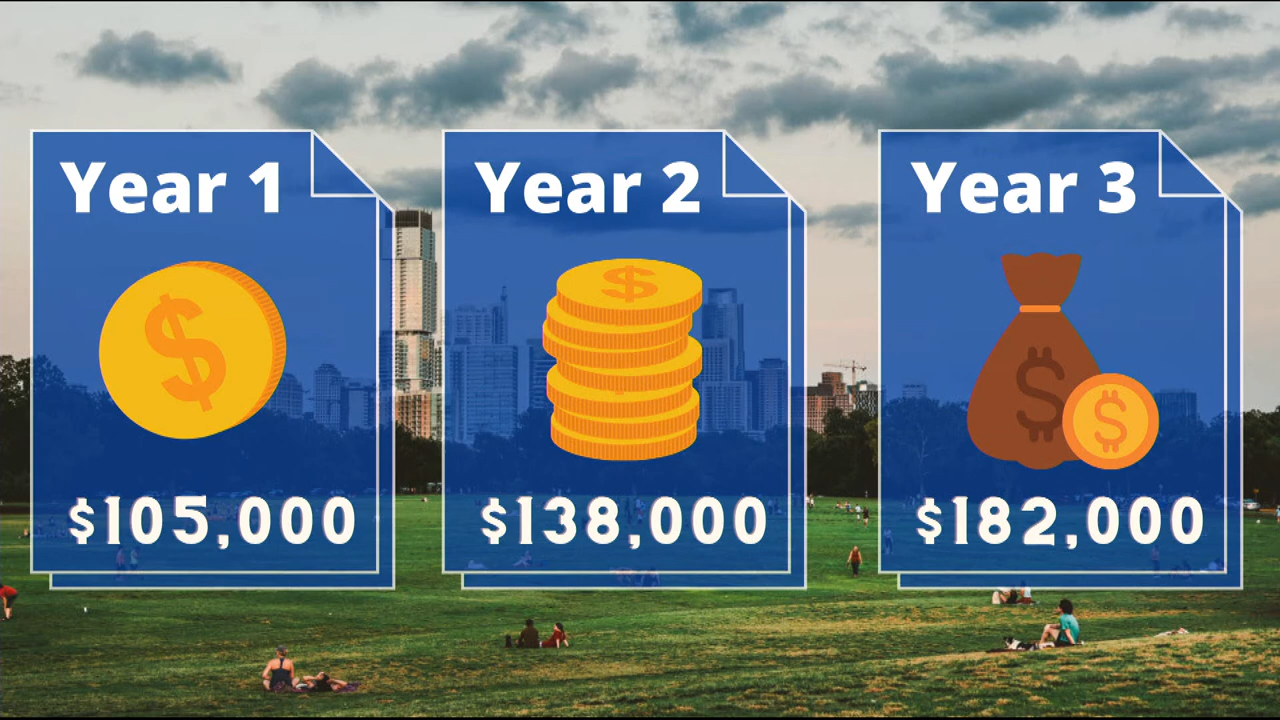 Year 1
$105,000
Year 2
$138,000
Year 3
$182,000